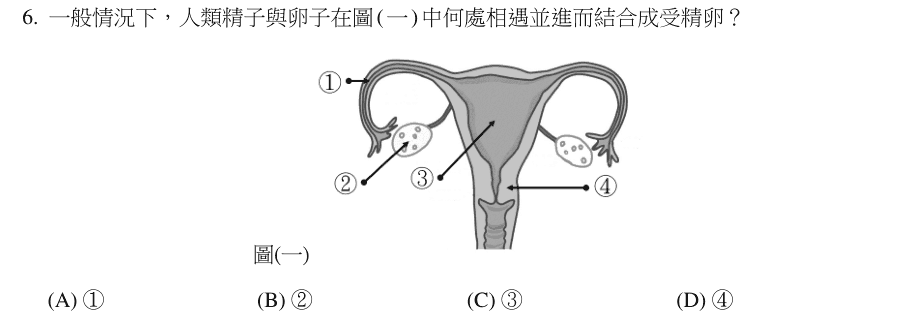 6. 一般情況下，人類精子與卵子在圖(一)中何處相遇並進而結合成受精卵？
①
②
③
④
圖(一)
(A) ① (B) ② (C) ③ (D) ④